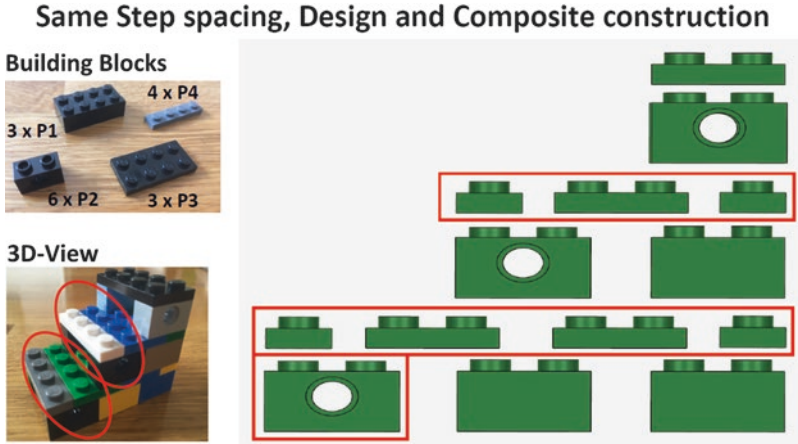 Same Step spacing, Design and Composite construction
Building Blocks
4 x P4
3 x P1
6 x P2
3 x P3
3D-View